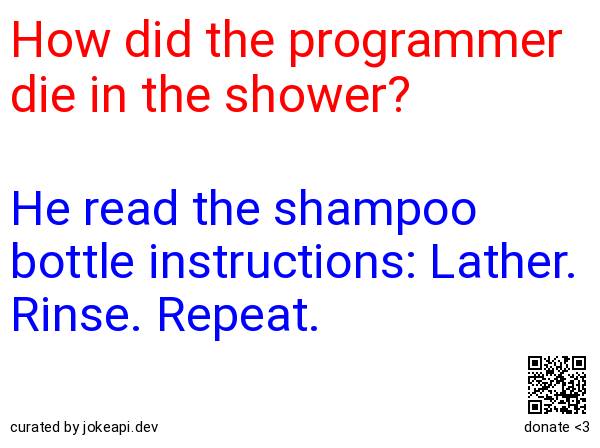 How did the programmer
die in the shower?
He read the shampoo
bottle instructions: Lather.
Rinse. Repeat.
curated by jokeapi.dev
donate <3